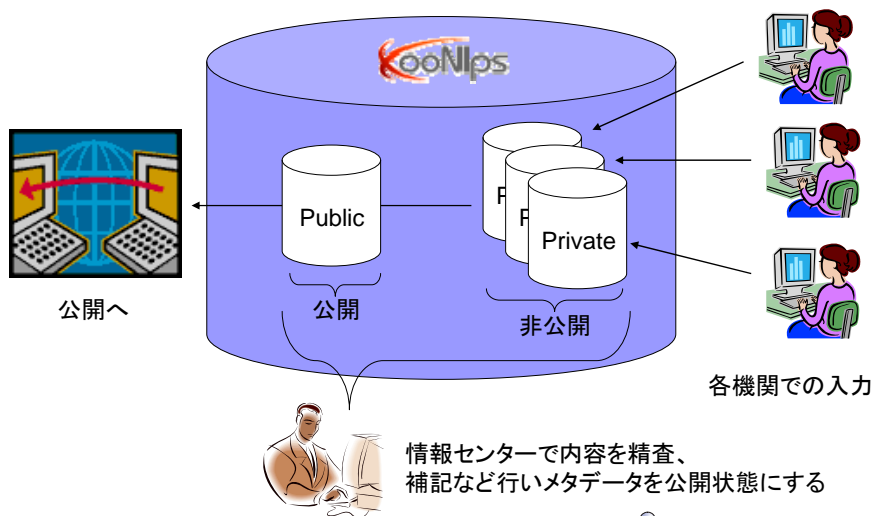 XooNIps
P
P
Public
Private
公開へ
公開
非公開
各機関での入力
情報センターで内容を精査、
補記など行いメタデータを公開状態にする